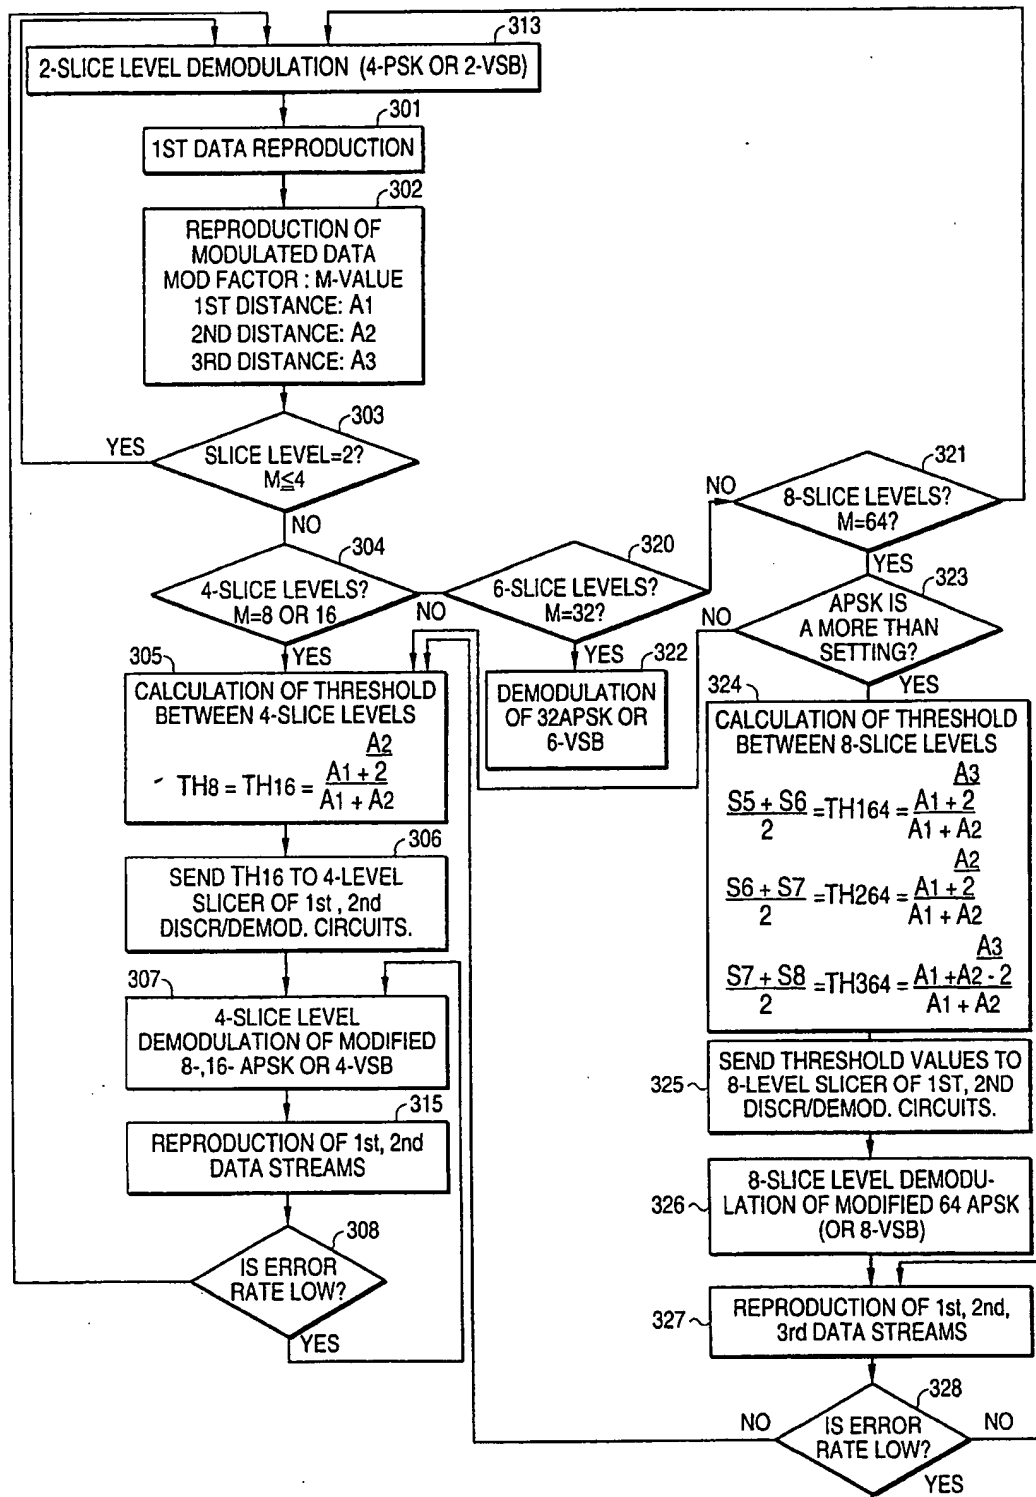 313
2-SLICE LEVEL DEMODULATION (4-PSK OR 2-VSB)
301
1ST DATA REPRODUCTION
302
REPRODUCTION OF
MODULATED DATA
MOD FACTOR : M-VALUE
1ST DISTANCE: A1
2ND DISTANCE: A2
3RD DISTANCE: A3
303
YES
SLICE LEVEL=2?
M≦4
NO
304
4-SLICE LEVELS?
M=8 OR 16
NO
YES
320
6-SLICE LEVELS?
M=32?
NO
YES
321
8-SLICE LEVELS?
M=64?
YES
322
DEMODULATION
OF 32APSK OR
6-VSB
323
NO
APSK IS
A MORE THAN
SETTING?
YES
305
CALCULATION OF THRESHOLD
BETWEEN 4-SLICE LEVELS
A2
TH8 = TH16 = A1 + 2
A1 + A2
306
SEND TH16 TO 4-LEVEL
SLICER OF 1st , 2nd
DISCR/DEMOD. CIRCUITS.
307
4-SLICE LEVEL
DEMODULATION OF MODIFIED
8-,16- APSK OR 4-VSB
315
REPRODUCTION OF 1st, 2nd
DATA STREAMS
308
IS ERROR
RATE LOW?
YES
324
CALCULATION OF THRESHOLD
BETWEEN 8-SLICE LEVELS
A3
S5 + S6 =TH164 = A1 + 2
2 A1 + A2
A2
S6 + S7 =TH264 = A1 + 2
2 A1 + A2
A3
S7 + S8 =TH364 = A1 +A2 - 2
2 A1 + A2
325
SEND THRESHOLD VALUES TO
8-LEVEL SLICER OF 1ST, 2ND
DISCR/DEMOD. CIRCUITS.
326
8-SLICE LEVEL DEMODU-
LATION OF MODIFIED 64 APSK
(OR 8-VSB)
327
REPRODUCTION OF 1st, 2nd,
3rd DATA STREAMS
328
NO
IS ERROR
RATE LOW?
NO
YES